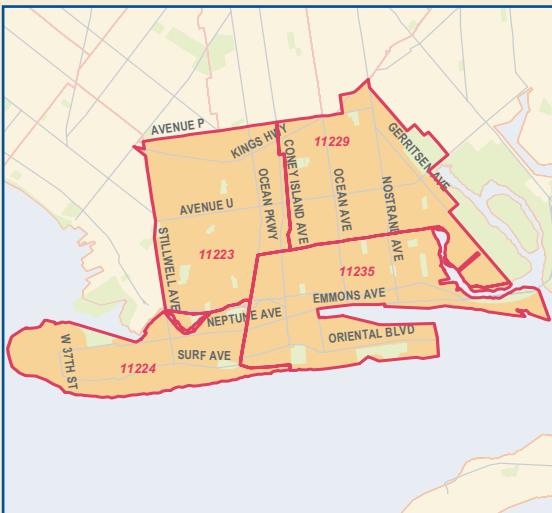 AVENUE P
KINGS HWY
11229
GERRITSEN AVE
CONEY ISLAND AVE
OCEAN PKWY
OCEAN AVE
NOSTRAND AVE
AVENUE U
STILLWELL AVE
11223
11235
EMMONS AVE
NEPTUNE AVE
ORIENTAL BLVD
SURF AVE
W 37TH ST
11224